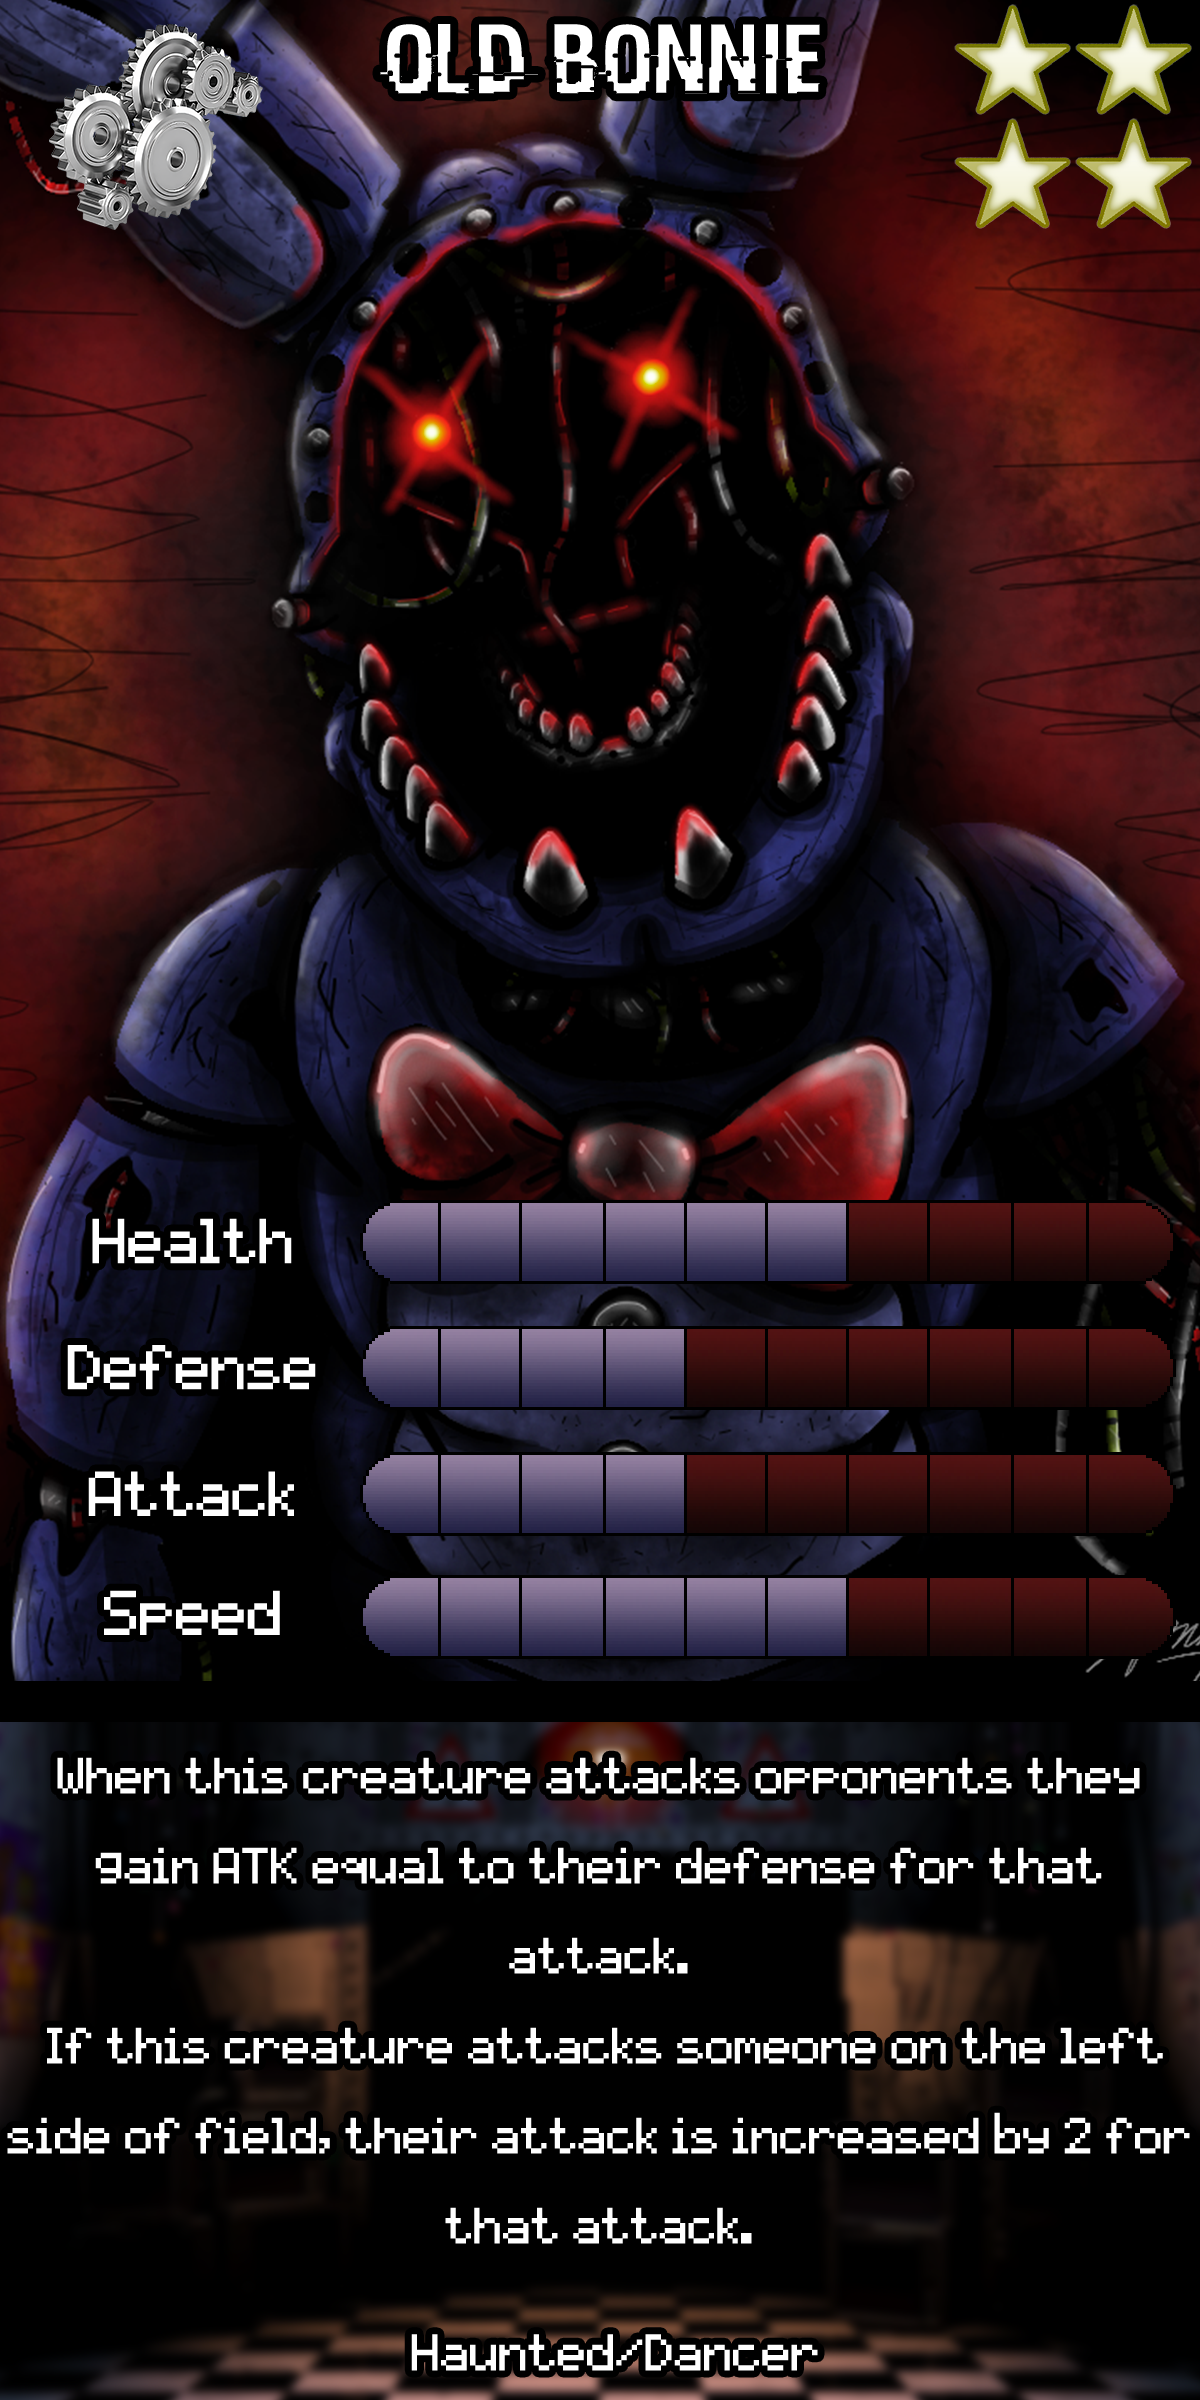 OLD BONNIE
Health
Defense
Attack
Speed
When this creature attacks opponents they
gain ATK equal to their defense for that
attack.
If this creature attacks someone on the left
side of field, their attack is increased by 2 for
that attack.
Haunted/Dancer